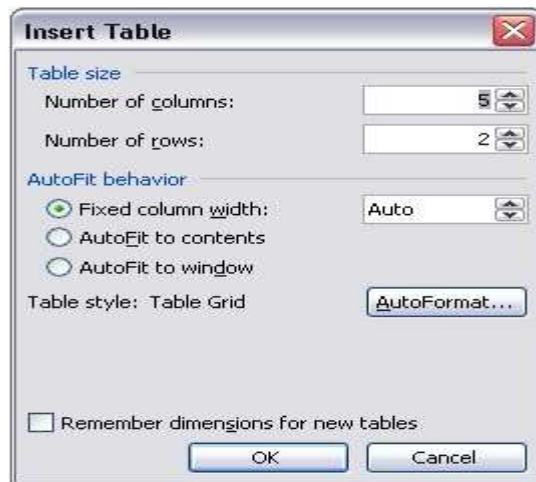 Insert Table
Table size
Number of columns: 5
Number of rows: 2
AutoFit behavior
Fixed column width: Auto
AutoFit to contents
AutoFit to window
Table style: Table Grid AutoFormat...
Remember dimensions for new tables
OK Cancel